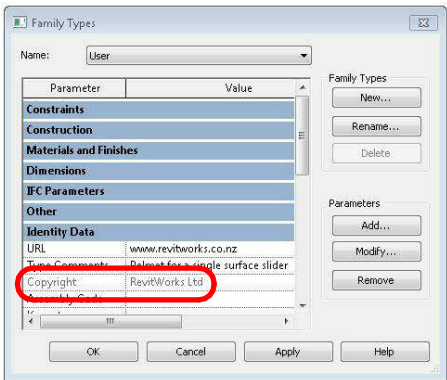 Family Types
Name: User
Parameter Value
Constraints
Construction
Materials and Finishes
Dimensions
IFC Parameters
Other
Identity Data
URL www.revitworks.co.nz
Type Comments Pelmet for a single surface slider
Copyright RevitWorks Ltd
Assembly Code
Family Types
New...
Rename...
Delete
Parameters
Add...
Modify...
Remove
OK Cancel Apply Help